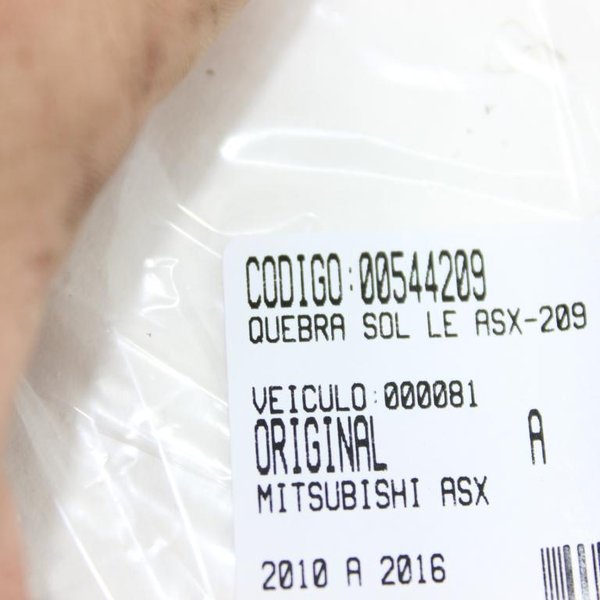 CODIGO:00544209
QUEBRA SOL LE ASX-209
VEICULO:000081
ORIGINAL A
MITSUBISHI ASX
2010 A 2016